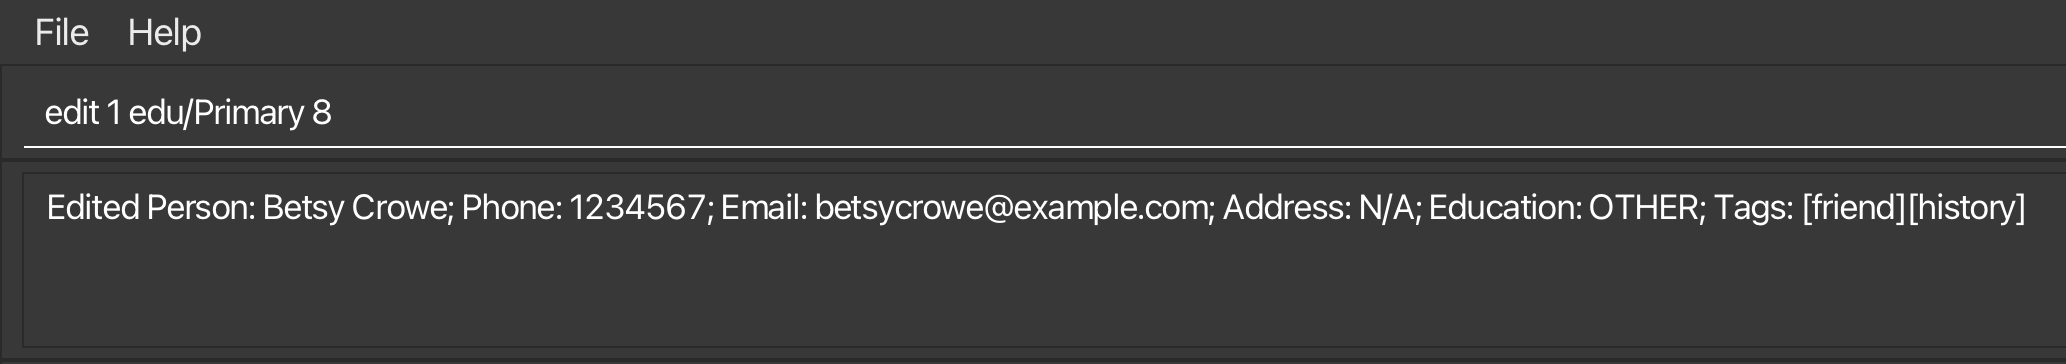 File Help
edit 1 edu/Primary 8
Edited Person: Betsy Crowe; Phone: 1234567; Email: betsycrowe@example.com; Address: N/A; Education: OTHER; Tags: [friend][history]